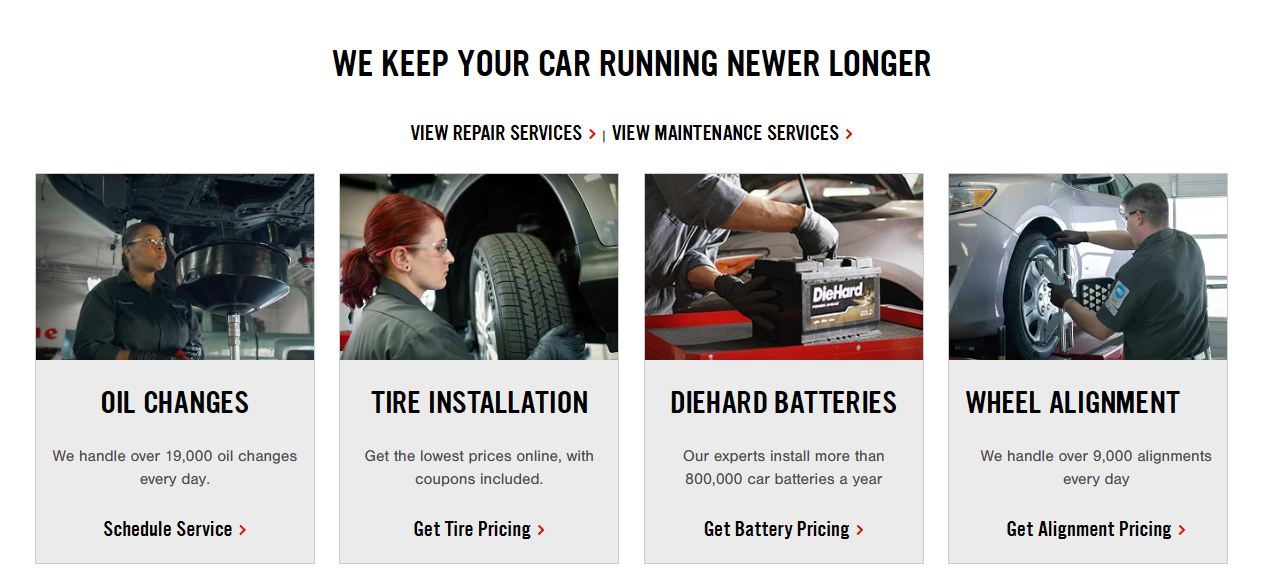 WE KEEP YOUR CAR RUNNING NEWER LONGER
VIEW REPAIR SERVICES > | VIEW MAINTENANCE SERVICES >
DieHard
GOLD
OIL CHANGES
We handle over 19,000 oil changes
every day.
Schedule Service >
TIRE INSTALLATION
Get the lowest prices online, with
coupons included.
Get Tire Pricing >
DIEHARD BATTERIES
Our experts install more than
800,000 car batteries a year
Get Battery Pricing >
WHEEL ALIGNMENT
We handle over 9,000 alignments
every day
Get Alignment Pricing >